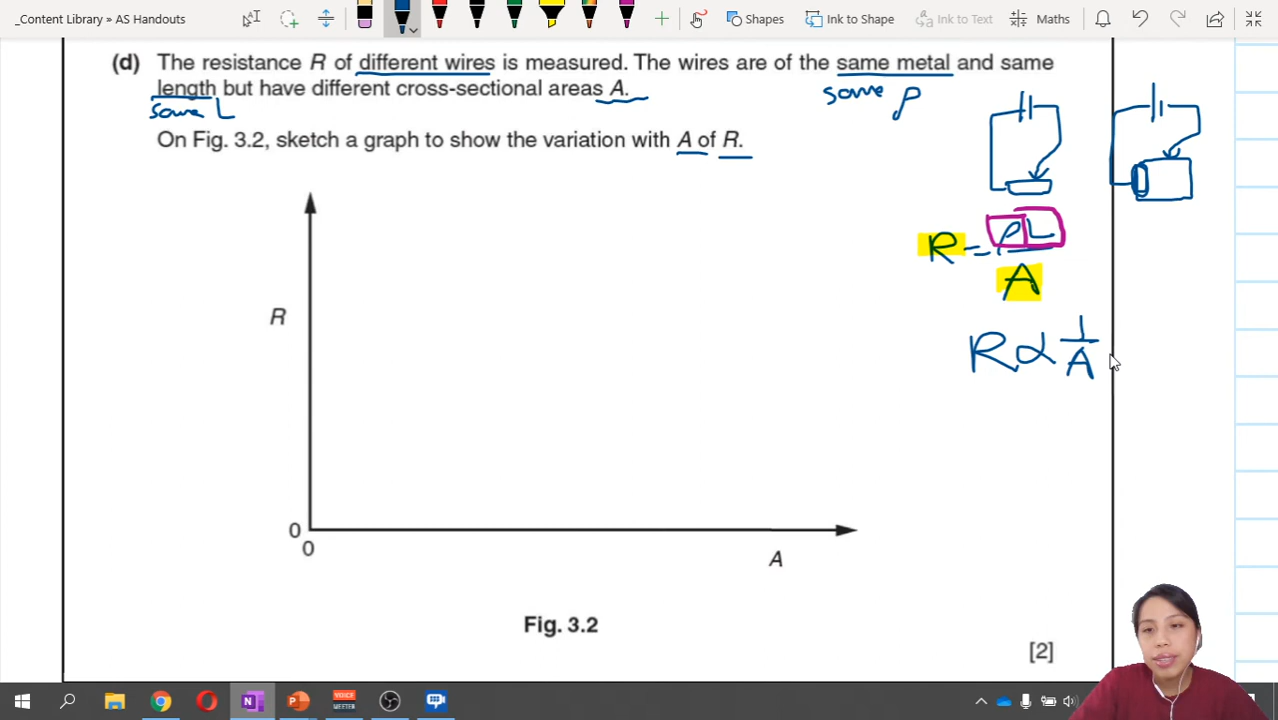 _Content Library » AS Handouts
Shapes
Ink to Shape
Ink to Text
Maths
(d) The resistance R of different wires is measured. The wires are of the same metal and same
length but have different cross-sectional areas A.
same L
same ρ
On Fig. 3.2, sketch a graph to show the variation with A of R.
R = ρL
A
R
R ∝ 1/A
0
0
A
Fig. 3.2
[2]
VOICE
MEETER